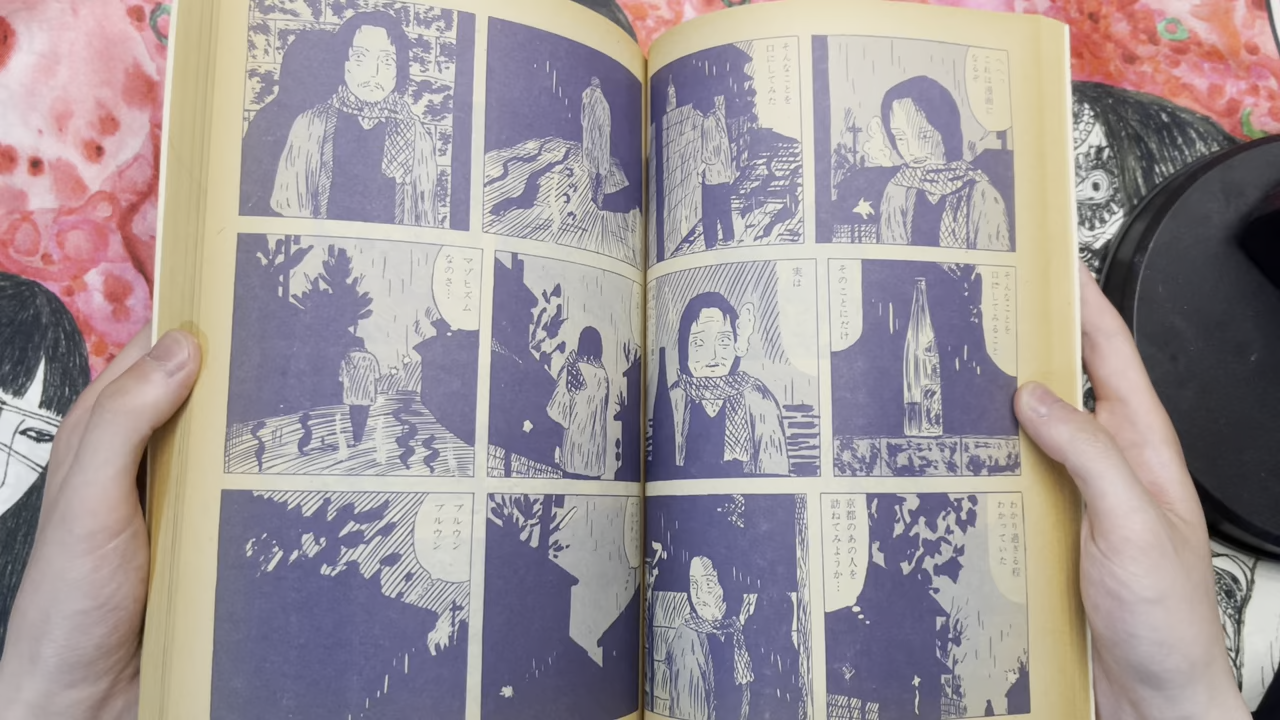 へへっ
これは漫画に
なるぞ
そんなことを
口にしてみた
そんなことを
口にしてみること
そのことにだけ
実は
わかり過ぎる程
わかっていた
京都のあの人を
訪ねてみようか…
マゾヒズム
なのさ…
ブルウン
ブルウン